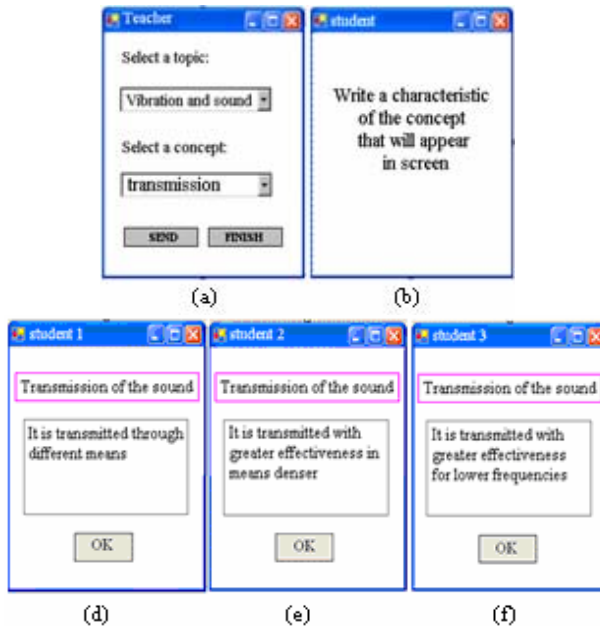 Teacher
Select a topic:
Vibration and sound
Select a concept:
transmission
SEND FINISH
(a)
student
Write a characteristic
of the concept
that will appear
in screen
(b)
student 1
Transmission of the sound
It is transmitted through
different means
OK
(d)
student 2
Transmission of the sound
It is transmitted with
greater effectiveness in
means denser
OK
(e)
student 3
Transmission of the sound
It is transmitted with
greater effectiveness
for lower frequencies
OK
(f)